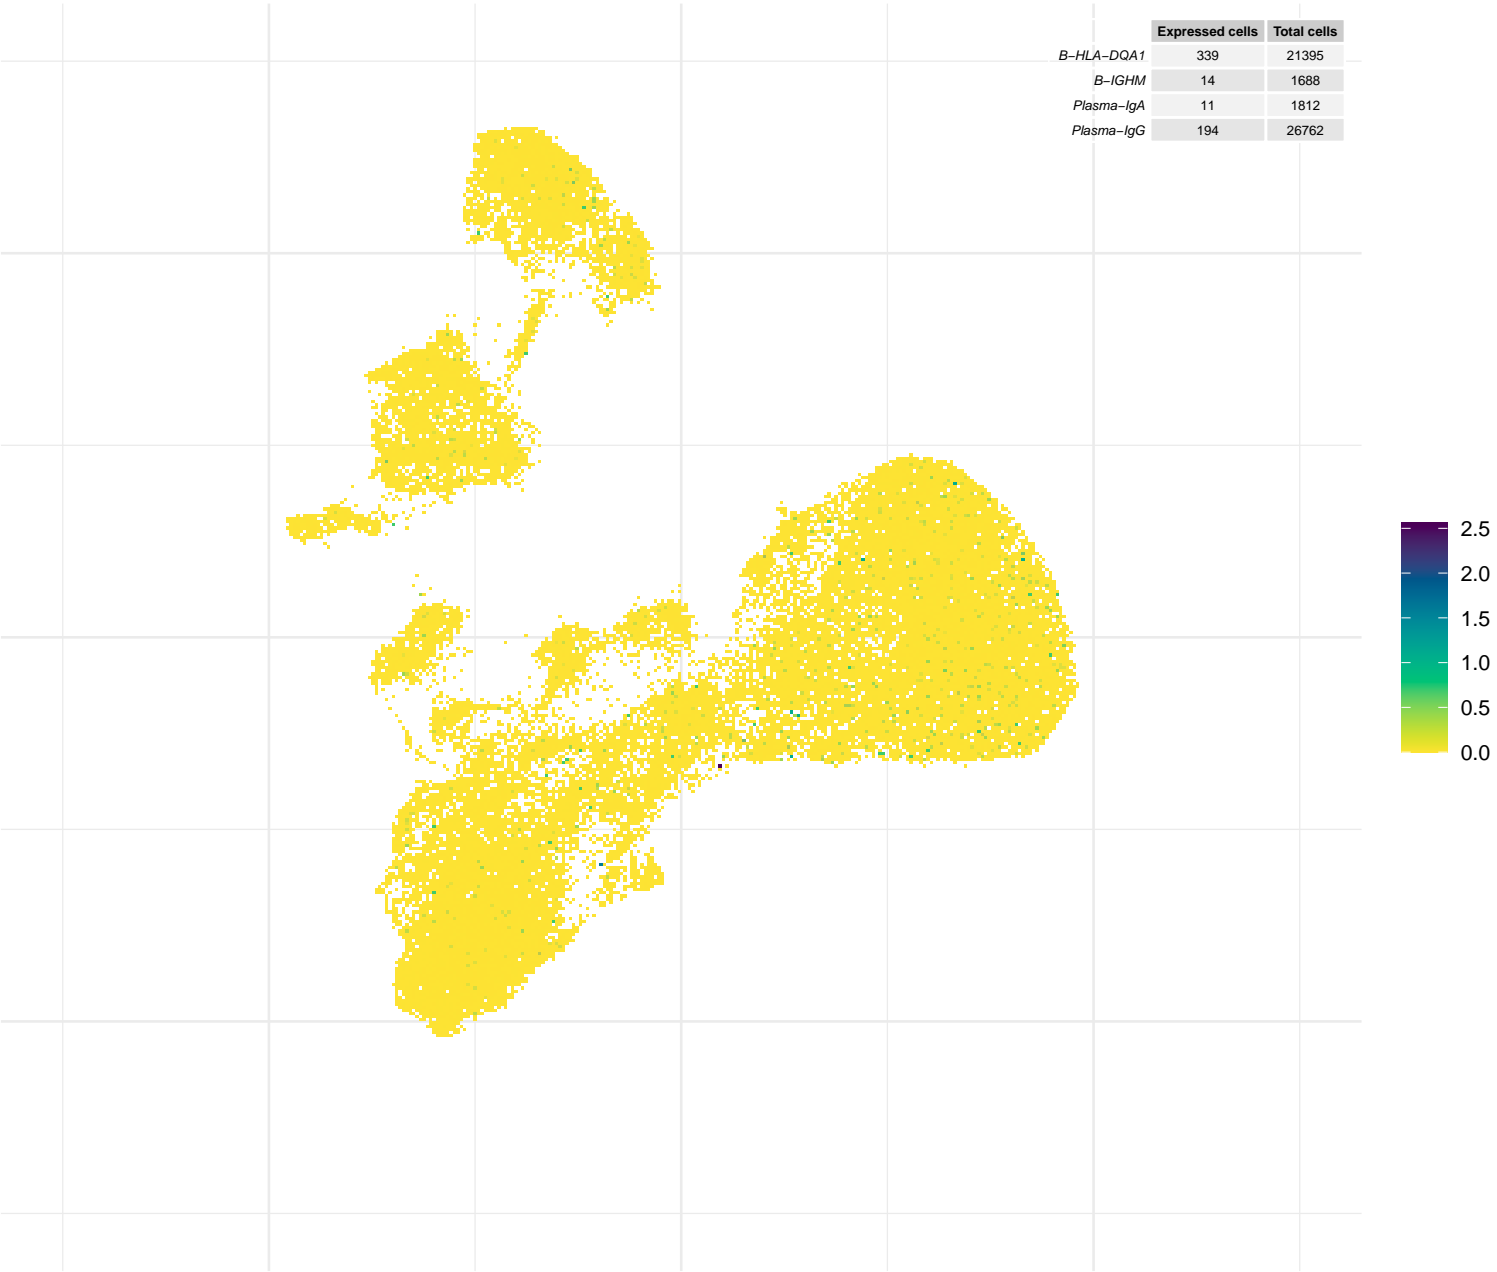 Expressed cells Total cells
B−HLA−DQA1 339 21395
B−IGHM 14 1688
Plasma−IgA 11 1812
Plasma−IgG 194 26762
2.5
2.0
1.5
1.0
0.5
0.0